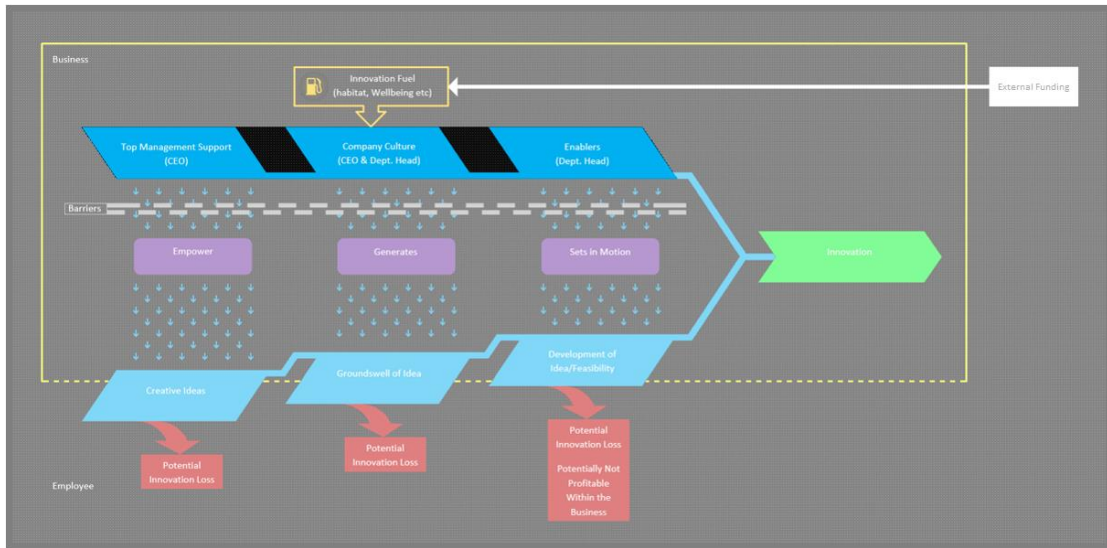 Business
Innovation Fuel
(habitat, Wellbeing etc)
External Funding
Top Management Support
(CEO)
Company Culture
(CEO & Dept. Head)
Enablers
(Dept. Head)
Barriers
Empower
Generates
Sets in Motion
Innovation
Creative Ideas
Groundswell of Idea
Development of
Idea/Feasibility
Potential
Innovation Loss
Potential
Innovation Loss
Potential
Innovation Loss
Potentially Not
Profitable
Within the
Business
Employee